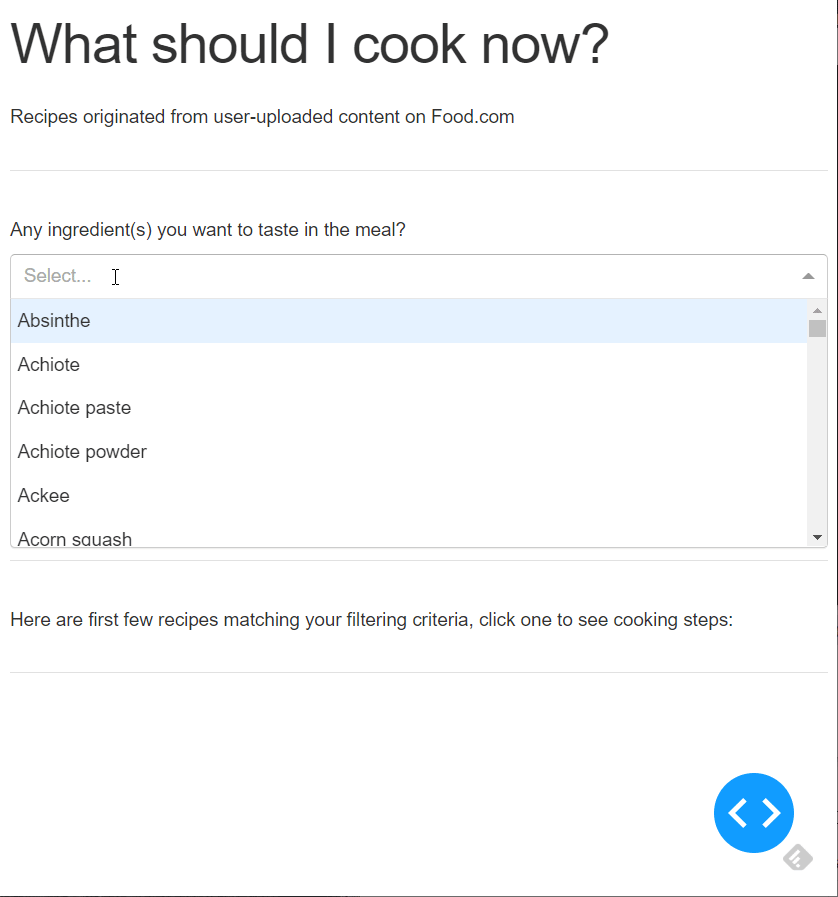 What should I cook now?
Recipes originated from user-uploaded content on Food.com
Any ingredient(s) you want to taste in the meal?
Select...
Absinthe
Achiote
Achiote paste
Achiote powder
Ackee
Acorn squash
Here are first few recipes matching your filtering criteria, click one to see cooking steps: